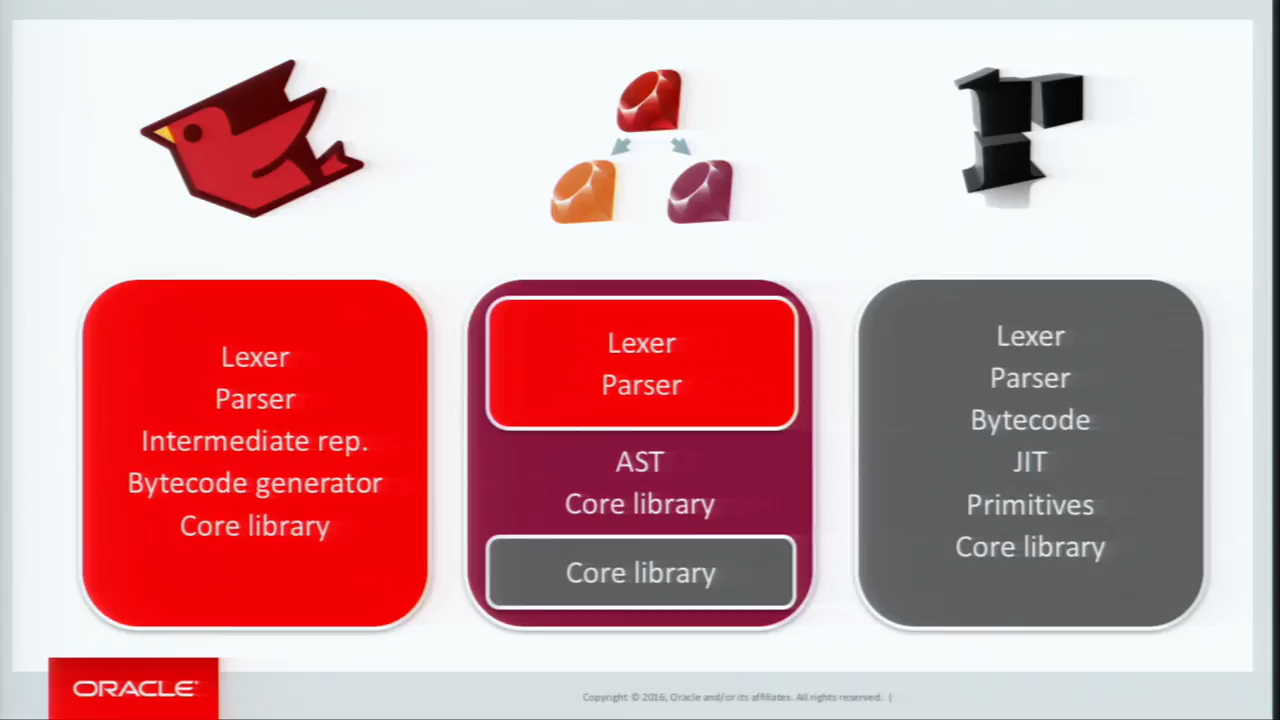 Lexer
Parser
Intermediate rep.
Bytecode generator
Core library
Lexer
Parser
AST
Core library
Core library
Lexer
Parser
Bytecode
JIT
Primitives
Core library
ORACLE®
Copyright © 2016, Oracle and/or its affiliates. All rights reserved. |